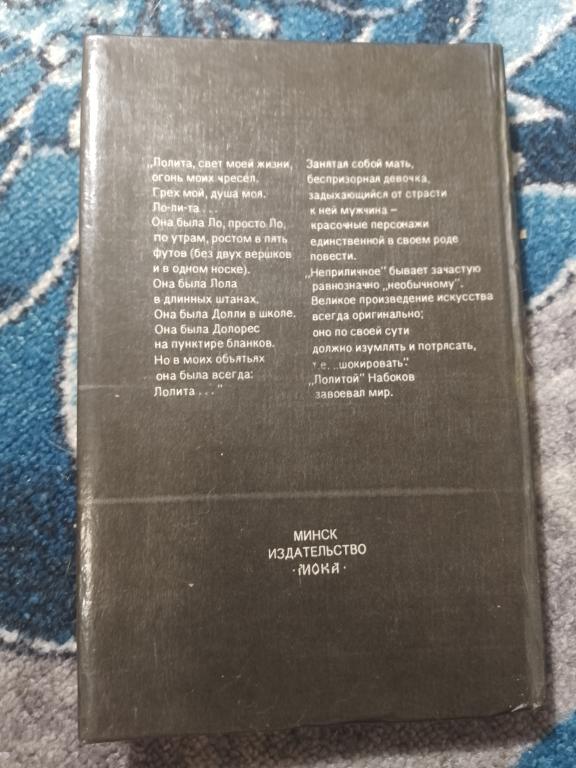 „Лолита, свет моей жизни,
огонь моих чресел.
Грех мой, душа моя.
Ло-ли-та . . .
Она была Ло, просто Ло,
по утрам, ростом в пять
футов (без двух вершков
и в одном носке).
Она была Лола
в длинных штанах.
Она была Долли в школе.
Она была Долорес
на пунктире бланков.
Но в моих объятьях
она была всегда:
Лолита . . ."
Занятая собой мать,
беспризорная девочка,
задыхающийся от страсти
к ней мужчина –
красочные персонажи
единственной в своем роде
повести.
„Неприличное" бывает зачастую
равнозначно „необычному".
Великое произведение искусства
всегда оригинально;
оно по своей сути
должно изумлять и потрясать,
т.е. „шокировать".
„Лолитой" Набоков
завоевал мир.
МИНСК
ИЗДАТЕЛЬСТВО
·МОКА·